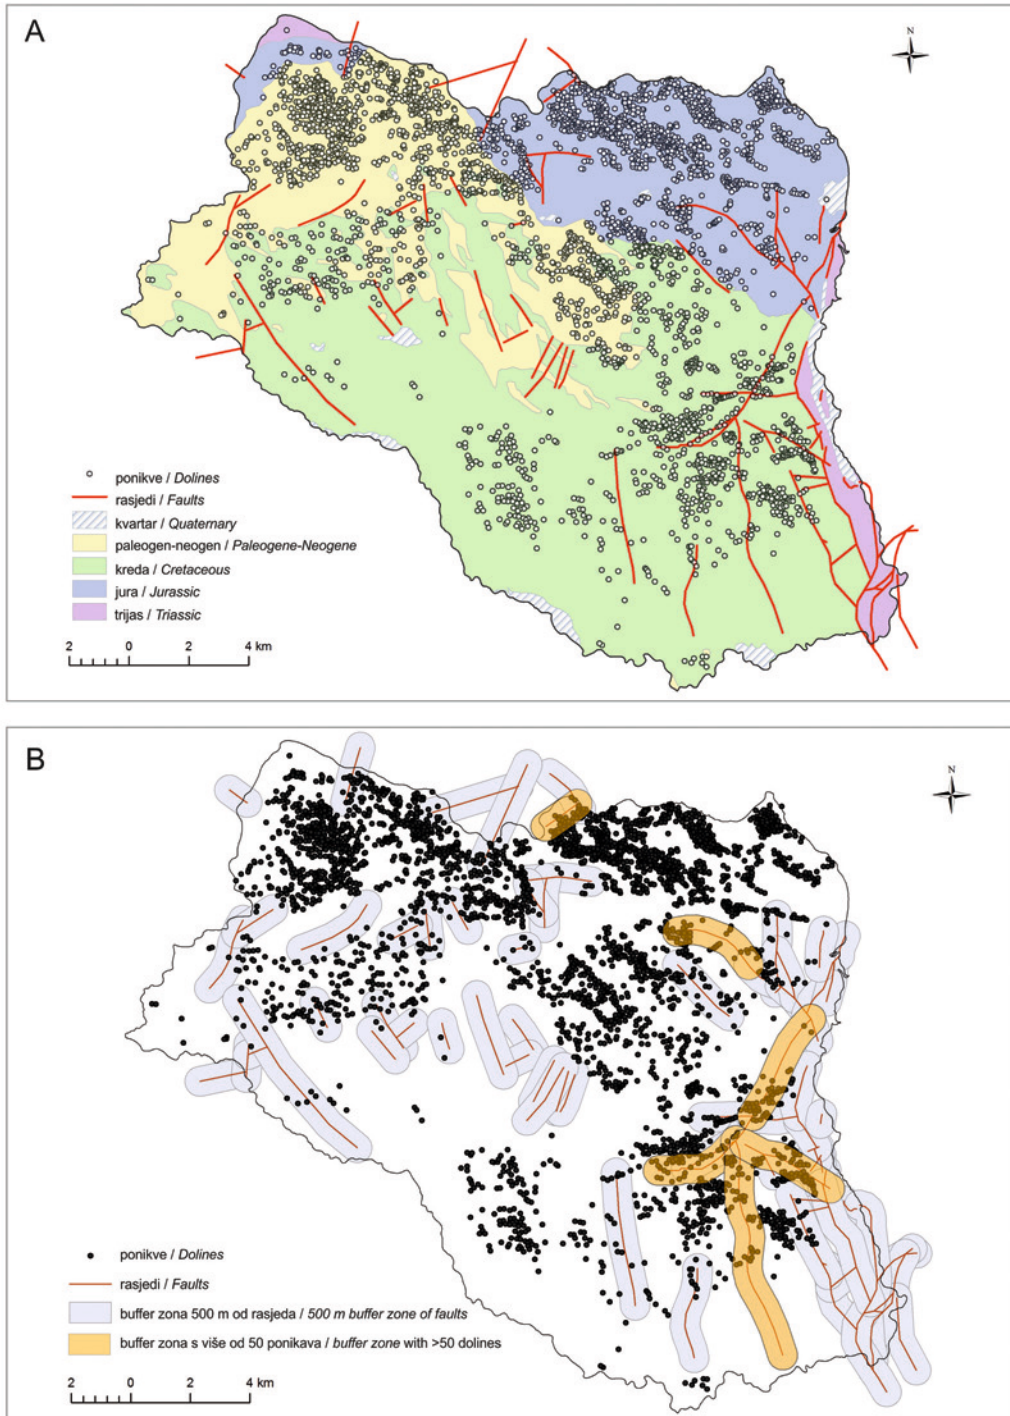 A
N
ponikve / Dolines
rasjedi / Faults
kvartar / Quaternary
paleogen-neogen / Paleogene-Neogene
kreda / Cretaceous
jura / Jurassic
trijas / Triassic
2 0 2 4 km
B
N
ponikve / Dolines
rasjedi / Faults
buffer zona 500 m od rasjeda / 500 m buffer zone of faults
buffer zona s više od 50 ponikava / buffer zone with >50 dolines
2 0 2 4 km